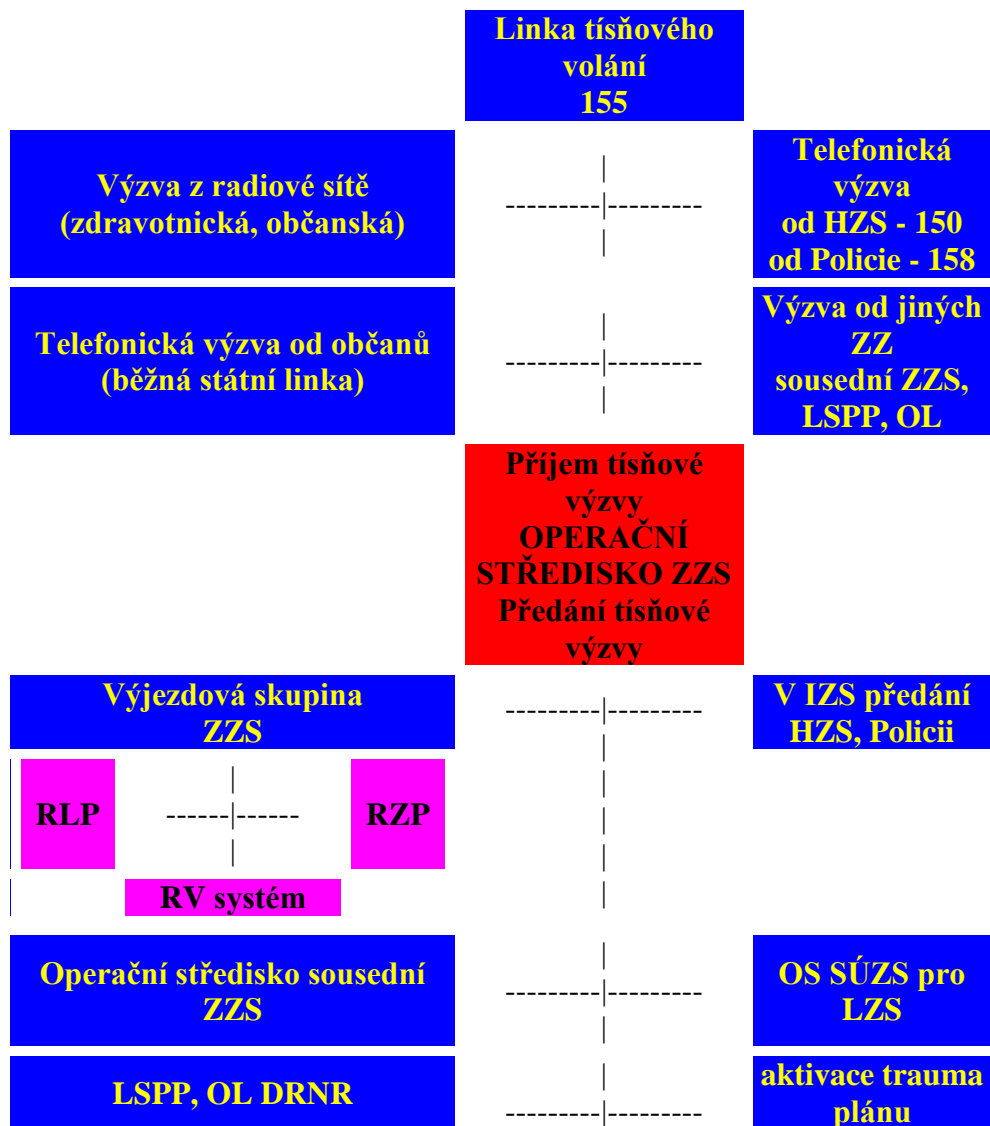 Linka tísňového
volání
155
Výzva z radiové sítě
(zdravotnická, občanská)
Telefonická
výzva
od HZS - 150
od Policie - 158
Telefonická výzva od občanů
(běžná státní linka)
Výzva od jiných
ZZ
sousední ZZS,
LSPP, OL
Příjem tísňové
výzvy
OPERAČNÍ
STŘEDISKO ZZS
Předání tísňové
výzvy
Výjezdová skupina
ZZS
V IZS předání
HZS, Policii
RLP
RZP
RV systém
Operační středisko sousední
ZZS
OS SÚZS pro
LZS
LSPP, OL DRNR
aktivace trauma
plánu